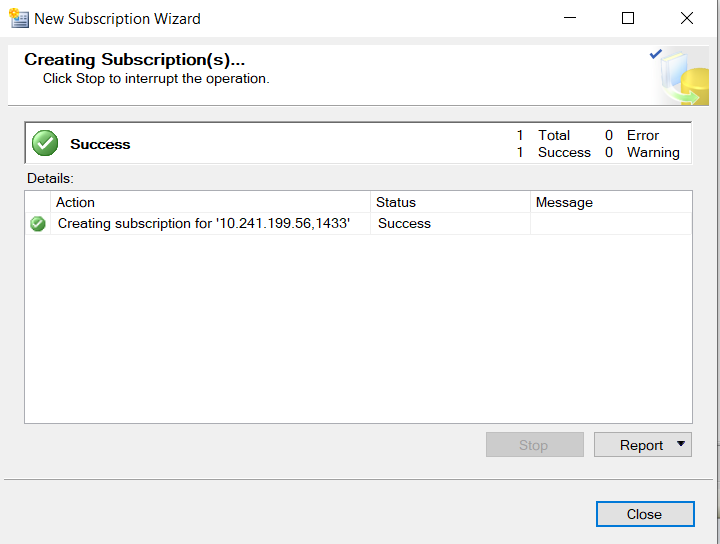 New Subscription Wizard
Creating Subscription(s)...
Click Stop to interrupt the operation.
Success
1 Total 0 Error
1 Success 0 Warning
Details:
Action Status Message
Creating subscription for '10.241.199.56,1433' Success
Stop Report
Close